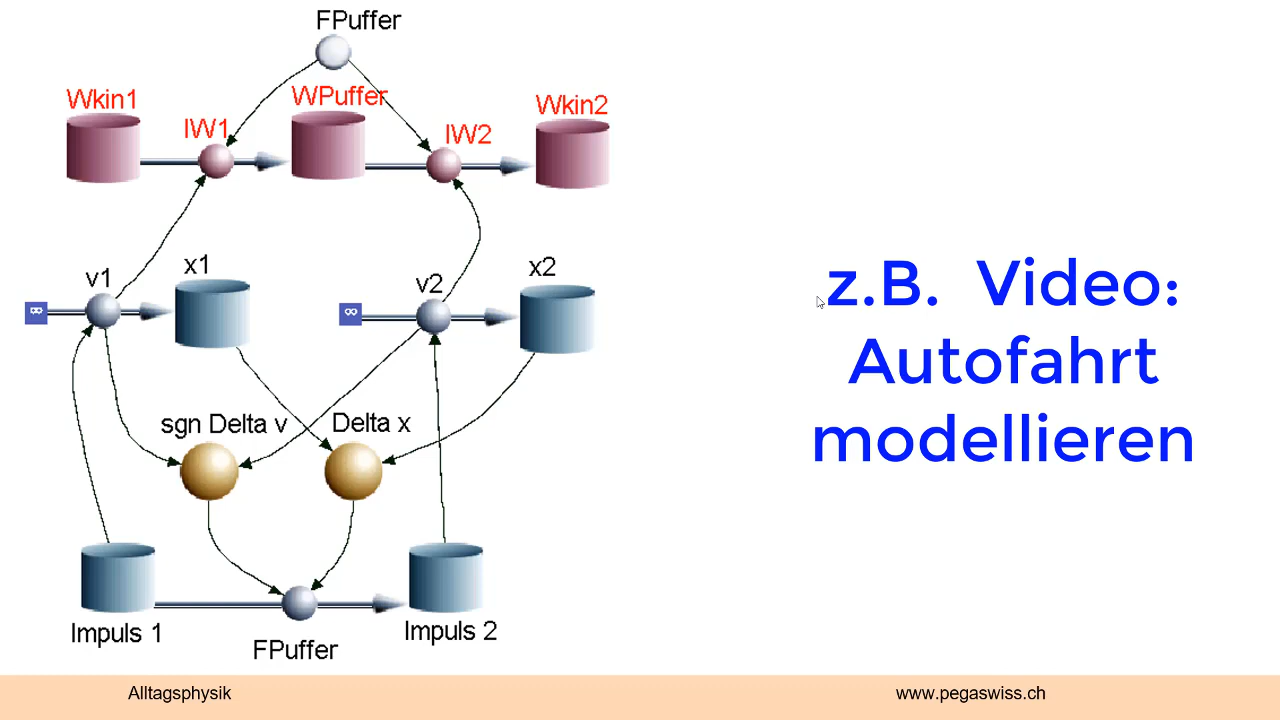 FPuffer
Wkin1
IW1
WPuffer
IW2
Wkin2
v1
x1
v2
x2
∞
∞
sgn Delta v
Delta x
Impuls 1
FPuffer
Impuls 2
z.B. Video:
Autofahrt
modellieren
Alltagsphysik
www.pegaswiss.ch